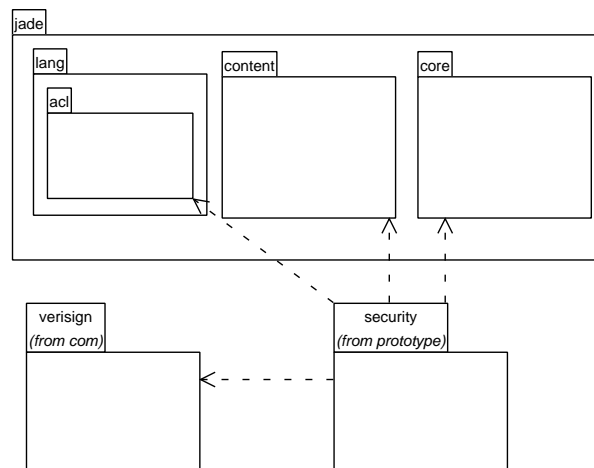 jade
lang
content
core
acl
verisign
(from com)
security
(from prototype)